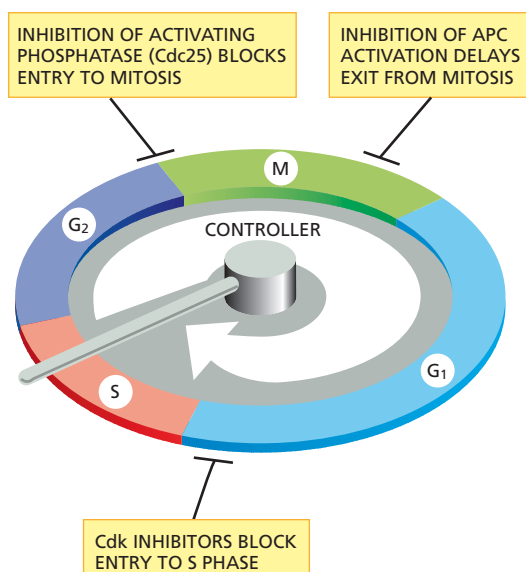 INHIBITION OF ACTIVATING
PHOSPHATASE (Cdc25) BLOCKS
ENTRY TO MITOSIS
INHIBITION OF APC
ACTIVATION DELAYS
EXIT FROM MITOSIS
M
G₂
CONTROLLER
G₁
S
Cdk INHIBITORS BLOCK
ENTRY TO S PHASE